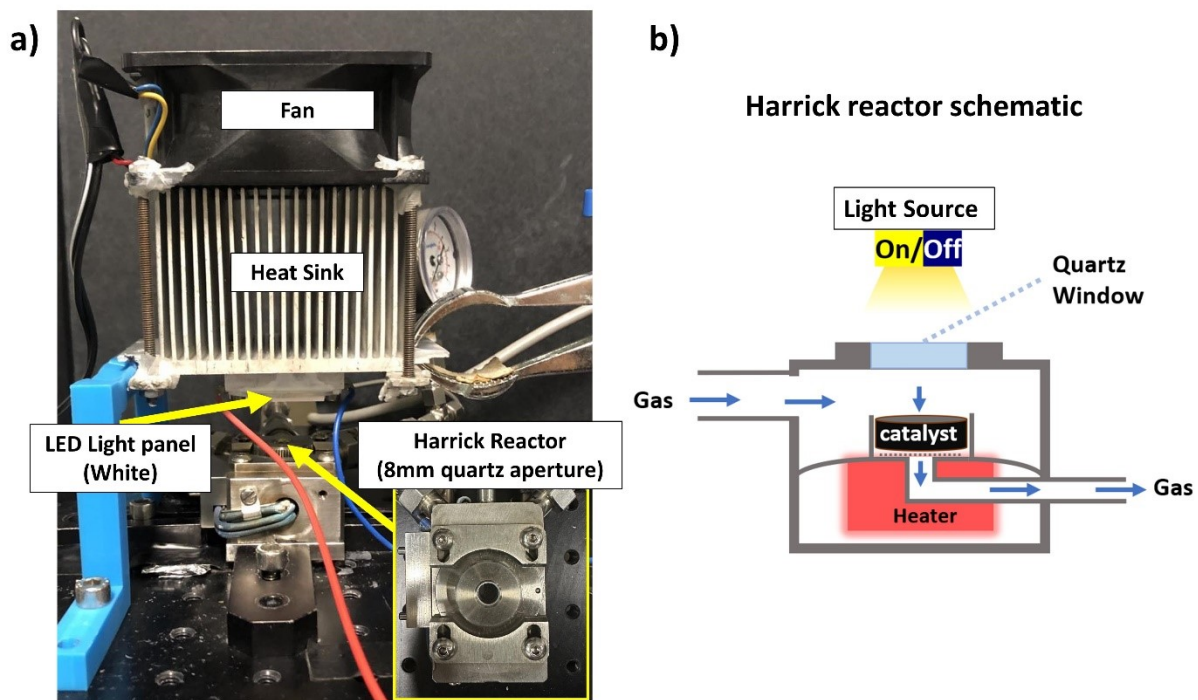 a)
Fan
Heat Sink
LED Light panel
(White)
Harrick Reactor
(8mm quartz aperture)
b)
Harrick reactor schematic
Light Source
On/Off
Quartz
Window
Gas
catalyst
Gas
Heater